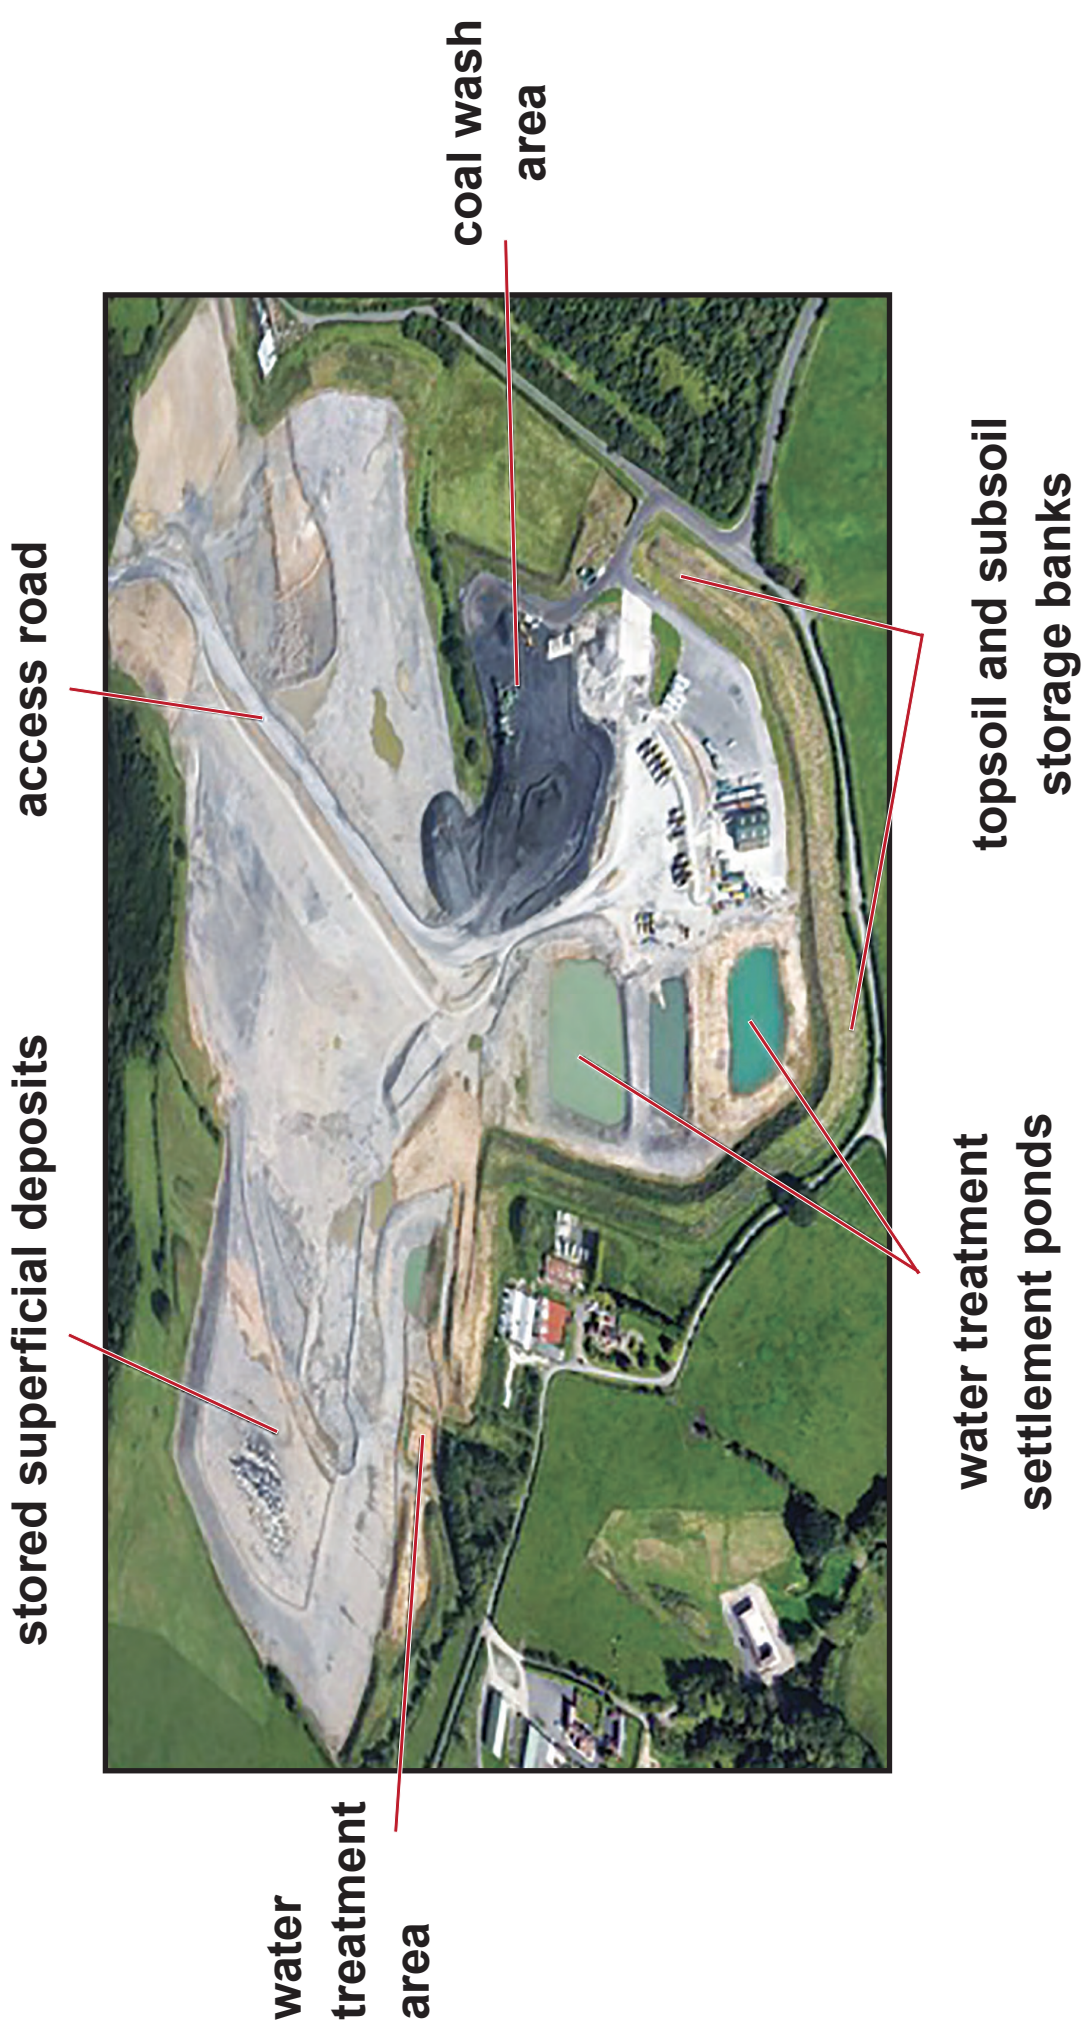 stored superficial deposits
access road
water
treatment
area
coal wash
area
water treatment
settlement ponds
topsoil and subsoil
storage banks